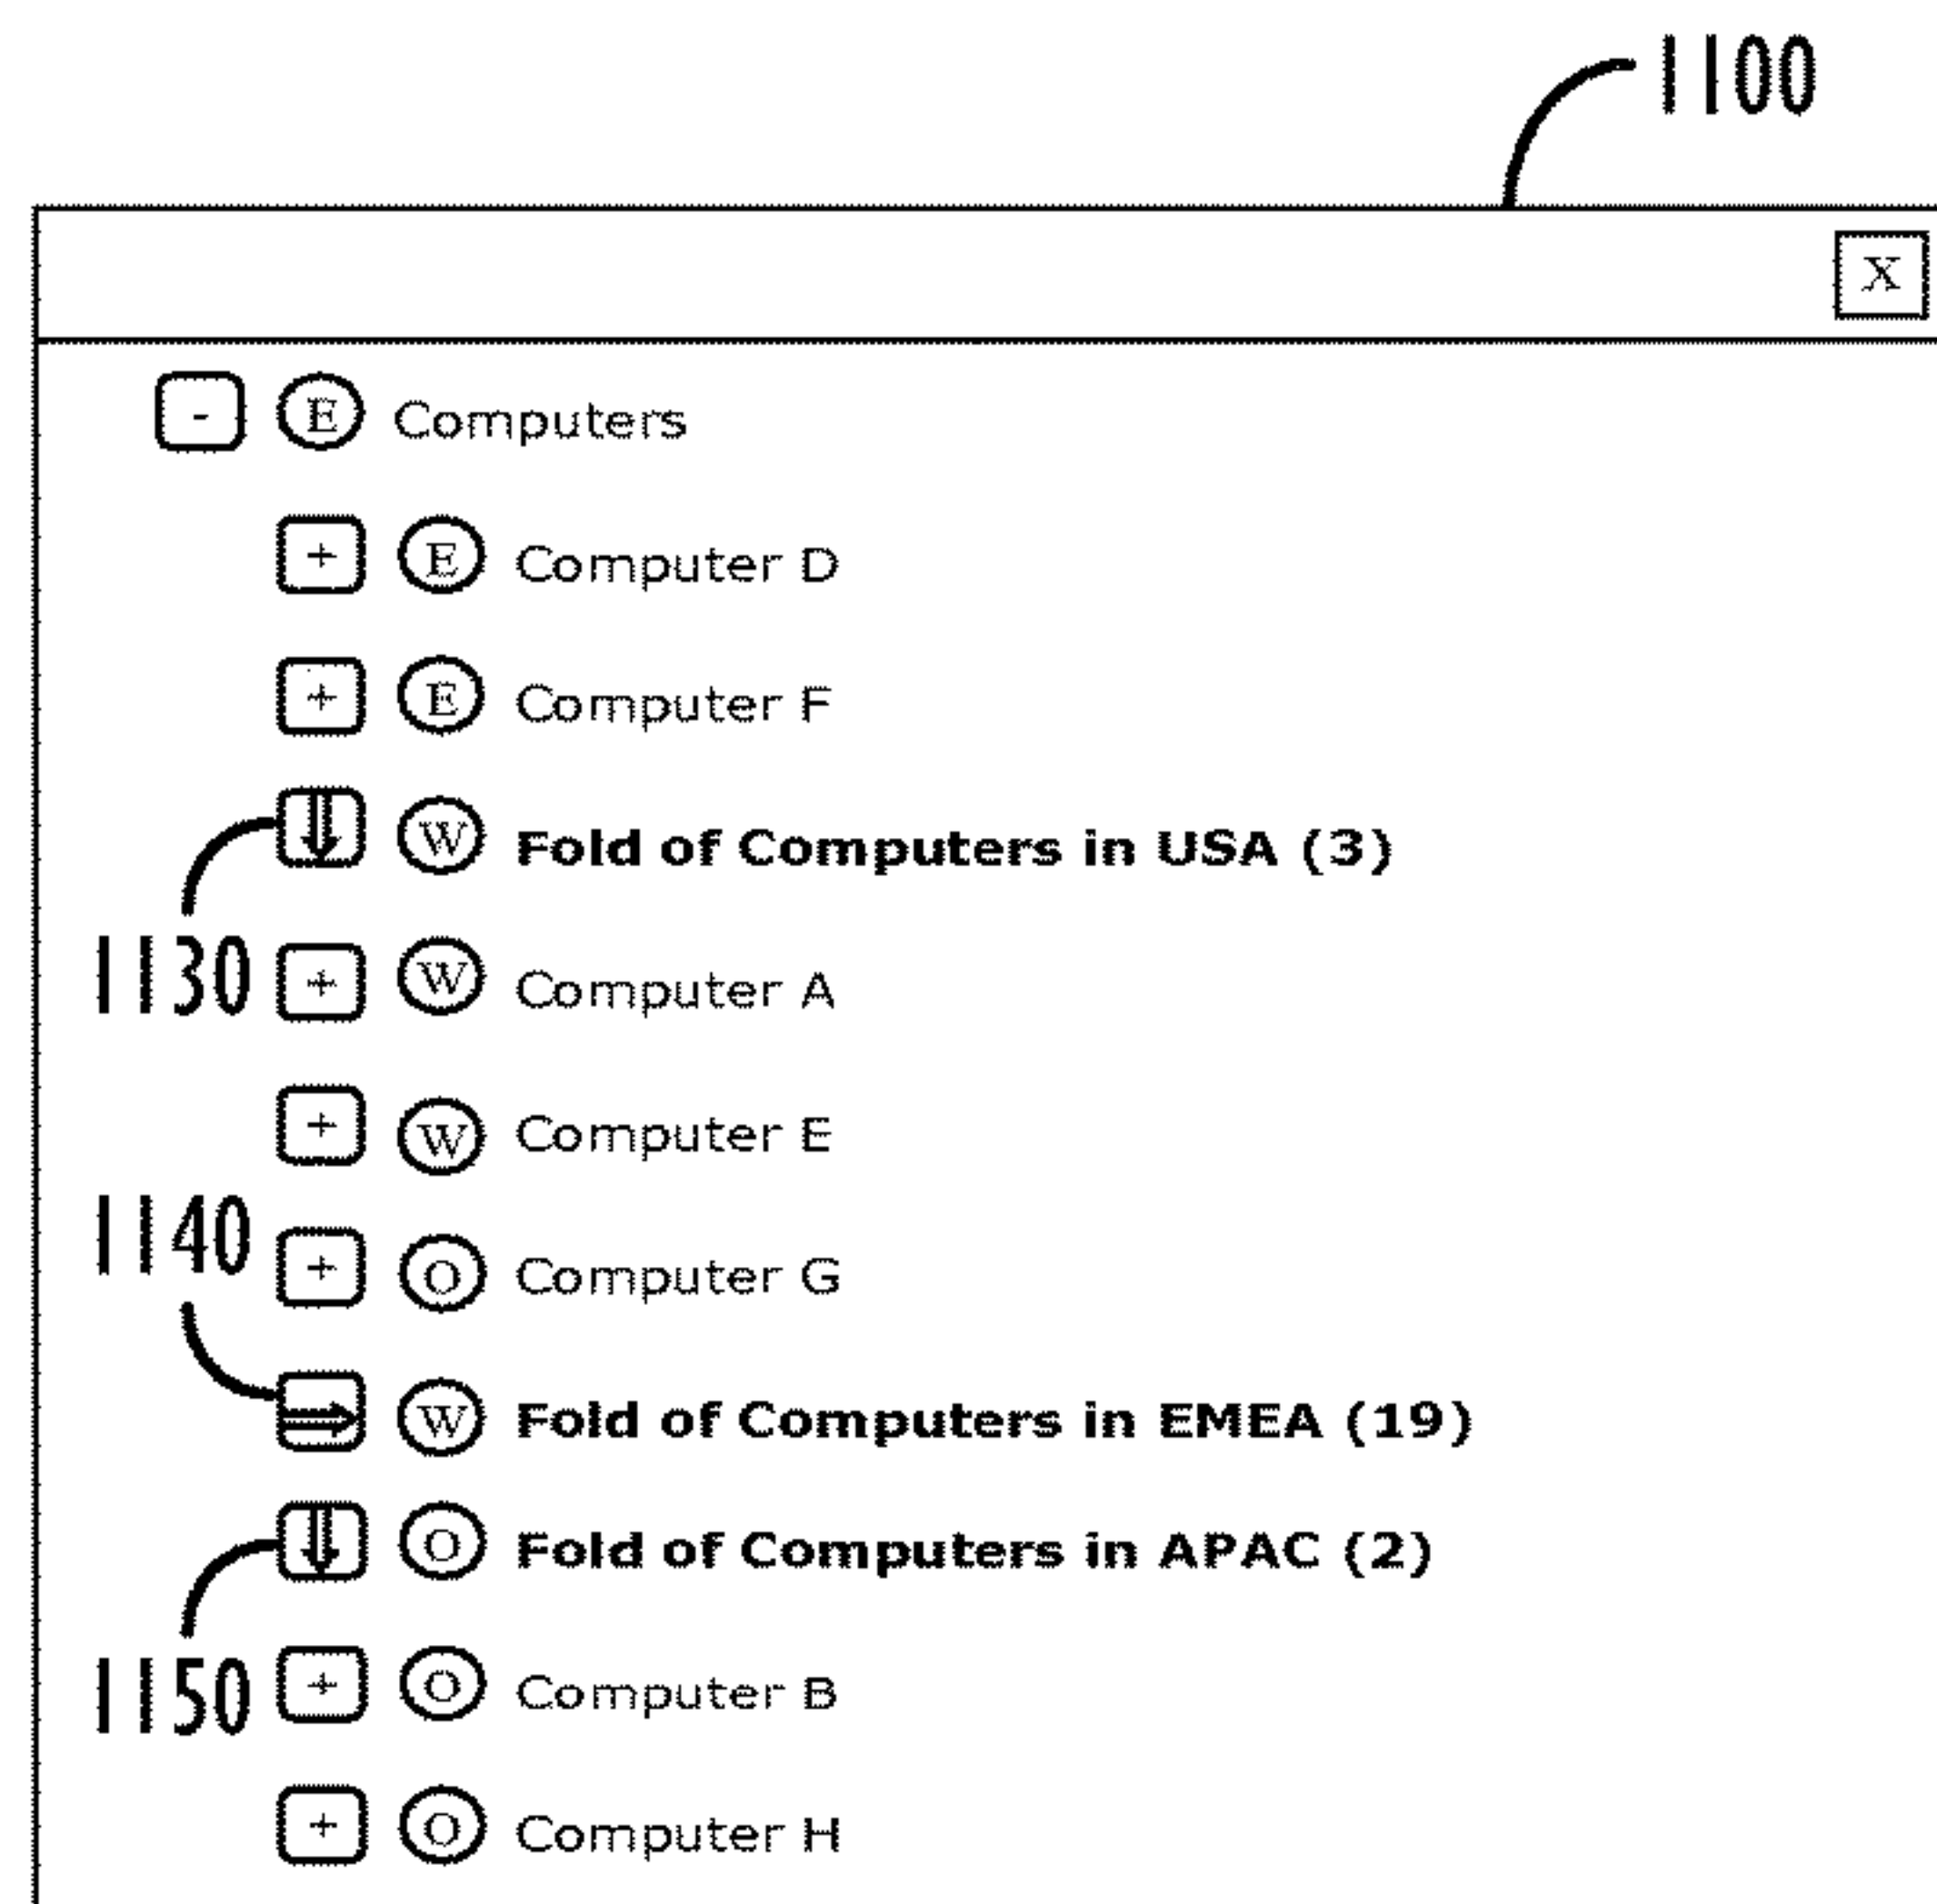 1100
X
- E Computers
+ E Computer D
+ E Computer F
W Fold of Computers in USA (3)
1130 + W Computer A
+ W Computer E
1140 + O Computer G
W Fold of Computers in EMEA (19)
O Fold of Computers in APAC (2)
1150 + O Computer B
+ O Computer H